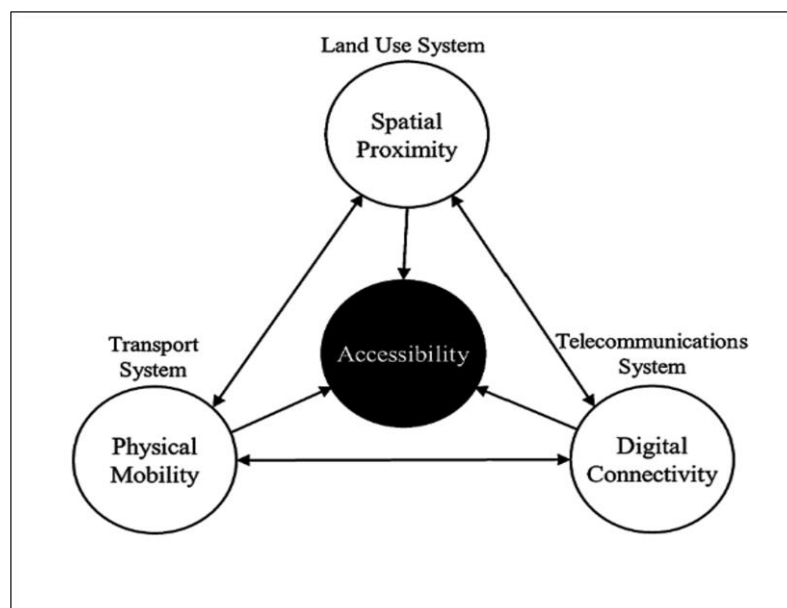 Land Use System
Spatial
Proximity
Accessibility
Transport
System
Telecommunications
System
Physical
Mobility
Digital
Connectivity